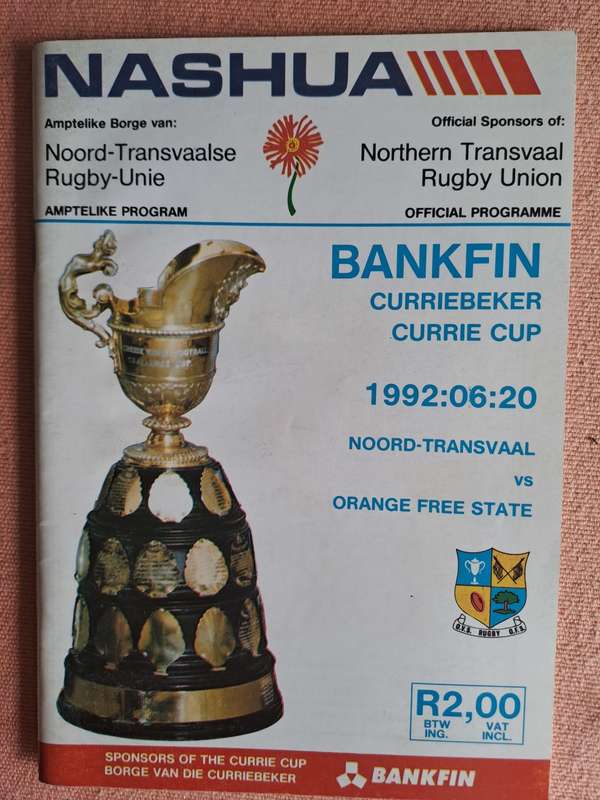 NASHUA
Amptelike Borge van:
Noord-Transvaalse
Rugby-Unie
AMPTELIKE PROGRAM
Official Sponsors of:
Northern Transvaal
Rugby Union
OFFICIAL PROGRAMME
BANKFIN
CURRIEBEKER
CURRIE CUP
1992:06:20
NOORD-TRANSVAAL
vs
ORANGE FREE STATE
O.V.S. RUGBY O.F.S.
R2,00
BTW VAT
ING. INCL.
SPONSORS OF THE CURRIE CUP
BORGE VAN DIE CURRIEBEKER
BANKFIN